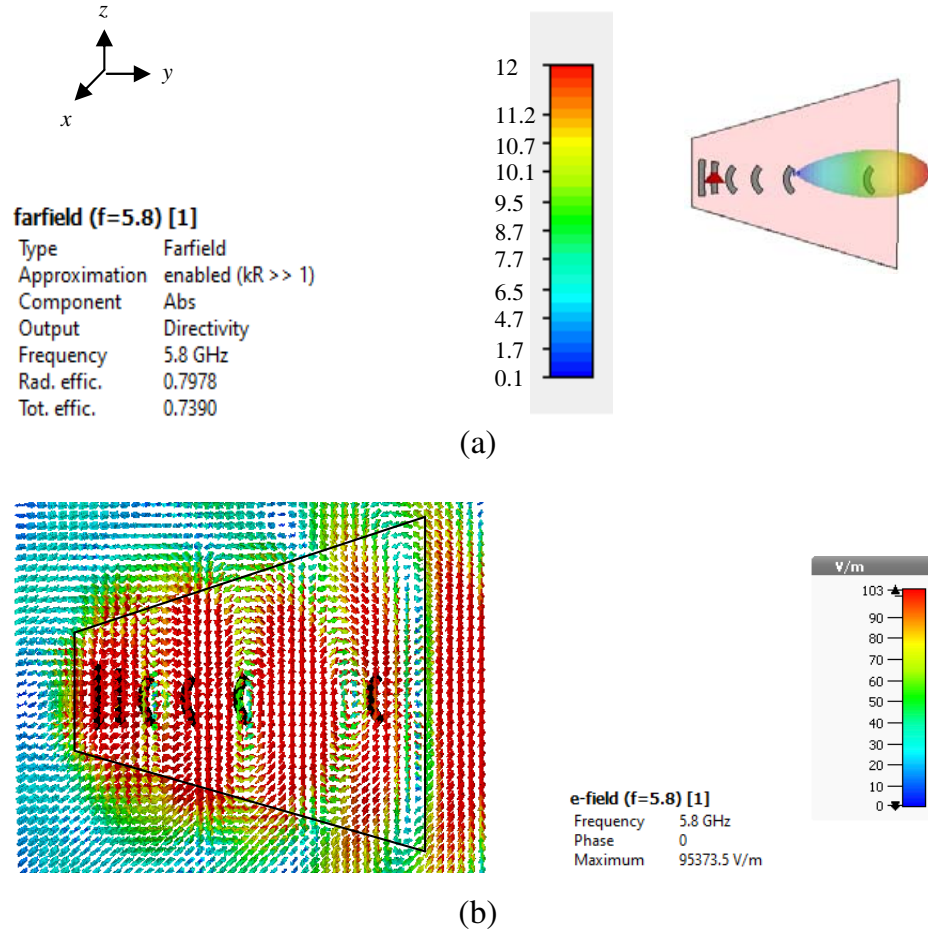 z
y
x
12
11.2
10.7
10.1
9.5
8.7
7.7
6.5
4.7
1.7
0.1
farfield (f=5.8) [1]
Type Farfield
Approximation enabled (kR >> 1)
Component Abs
Output Directivity
Frequency 5.8 GHz
Rad. effic. 0.7978
Tot. effic. 0.7390
(a)
V/m
103
90
80
70
60
50
40
30
20
10
0
e-field (f=5.8) [1]
Frequency 5.8 GHz
Phase 0
Maximum 95373.5 V/m
(b)